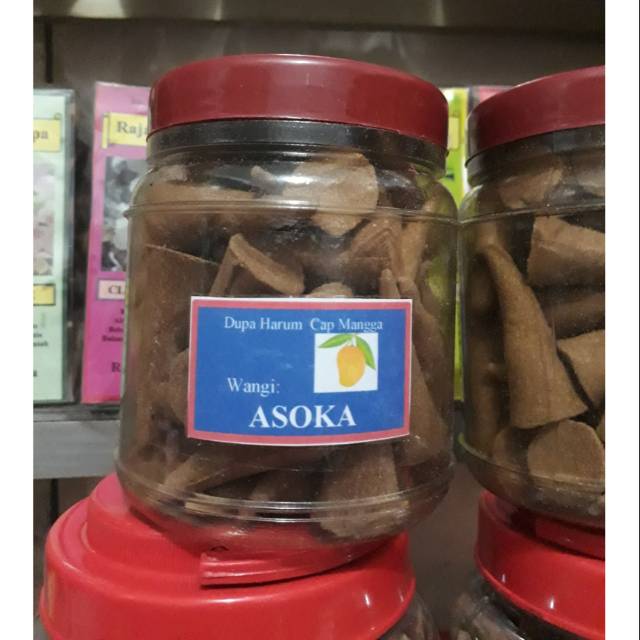 Raja
Dupa Harum Cap Mangga
Wangi:
ASOKA